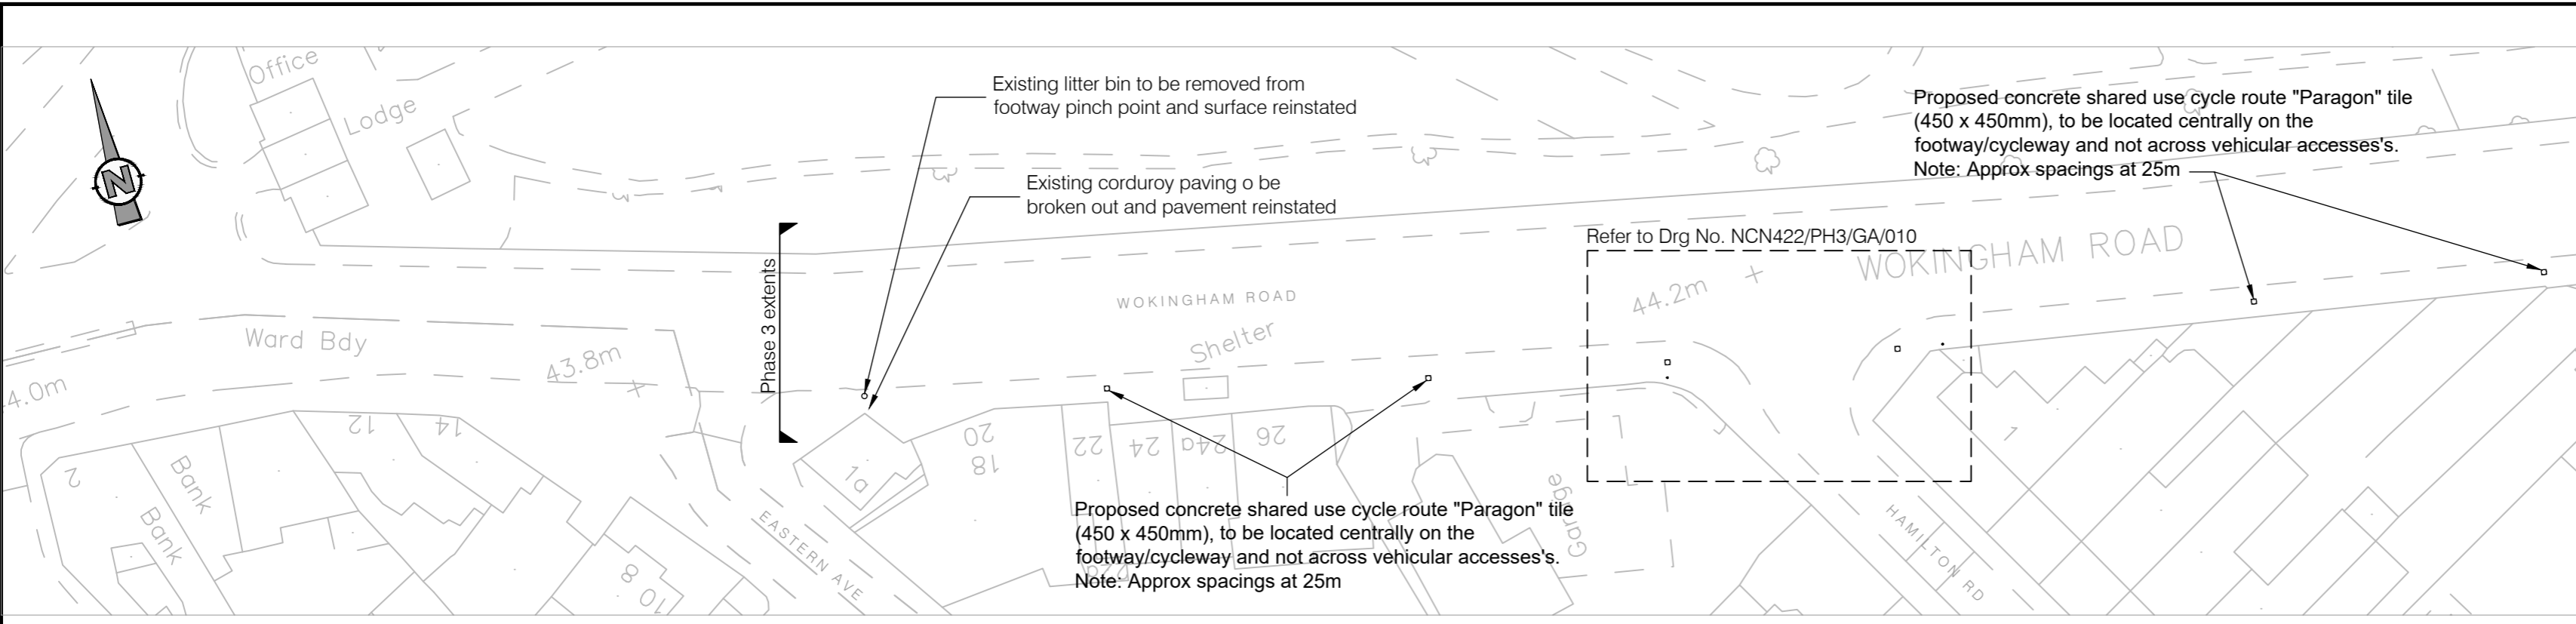 Office
Lodge
N
Existing litter bin to be removed from
footway pinch point and surface reinstated
Existing corduroy paving o be
broken out and pavement reinstated
Proposed concrete shared use cycle route "Paragon" tile
(450 x 450mm), to be located centrally on the
footway/cycleway and not across vehicular accesses's.
Note: Approx spacings at 25m
Refer to Drg No. NCN422/PH3/GA/010
WOKINGHAM ROAD
44.2m
WOKINGHAM ROAD
Shelter
Phase 3 extents
Ward Bdy
43.8m
4.0m
2
Bank
Bank
12
14
8
10
1a
EASTERN AVE
20
18
22
24
24a
26
Garage
1
HAMILTON RD
Proposed concrete shared use cycle route "Paragon" tile
(450 x 450mm), to be located centrally on the
footway/cycleway and not across vehicular accesses's.
Note: Approx spacings at 25m